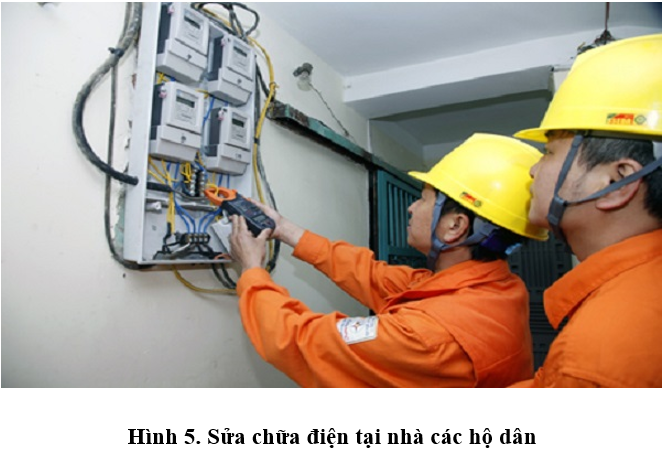 Hình 5. Sửa chữa điện tại nhà các hộ dân